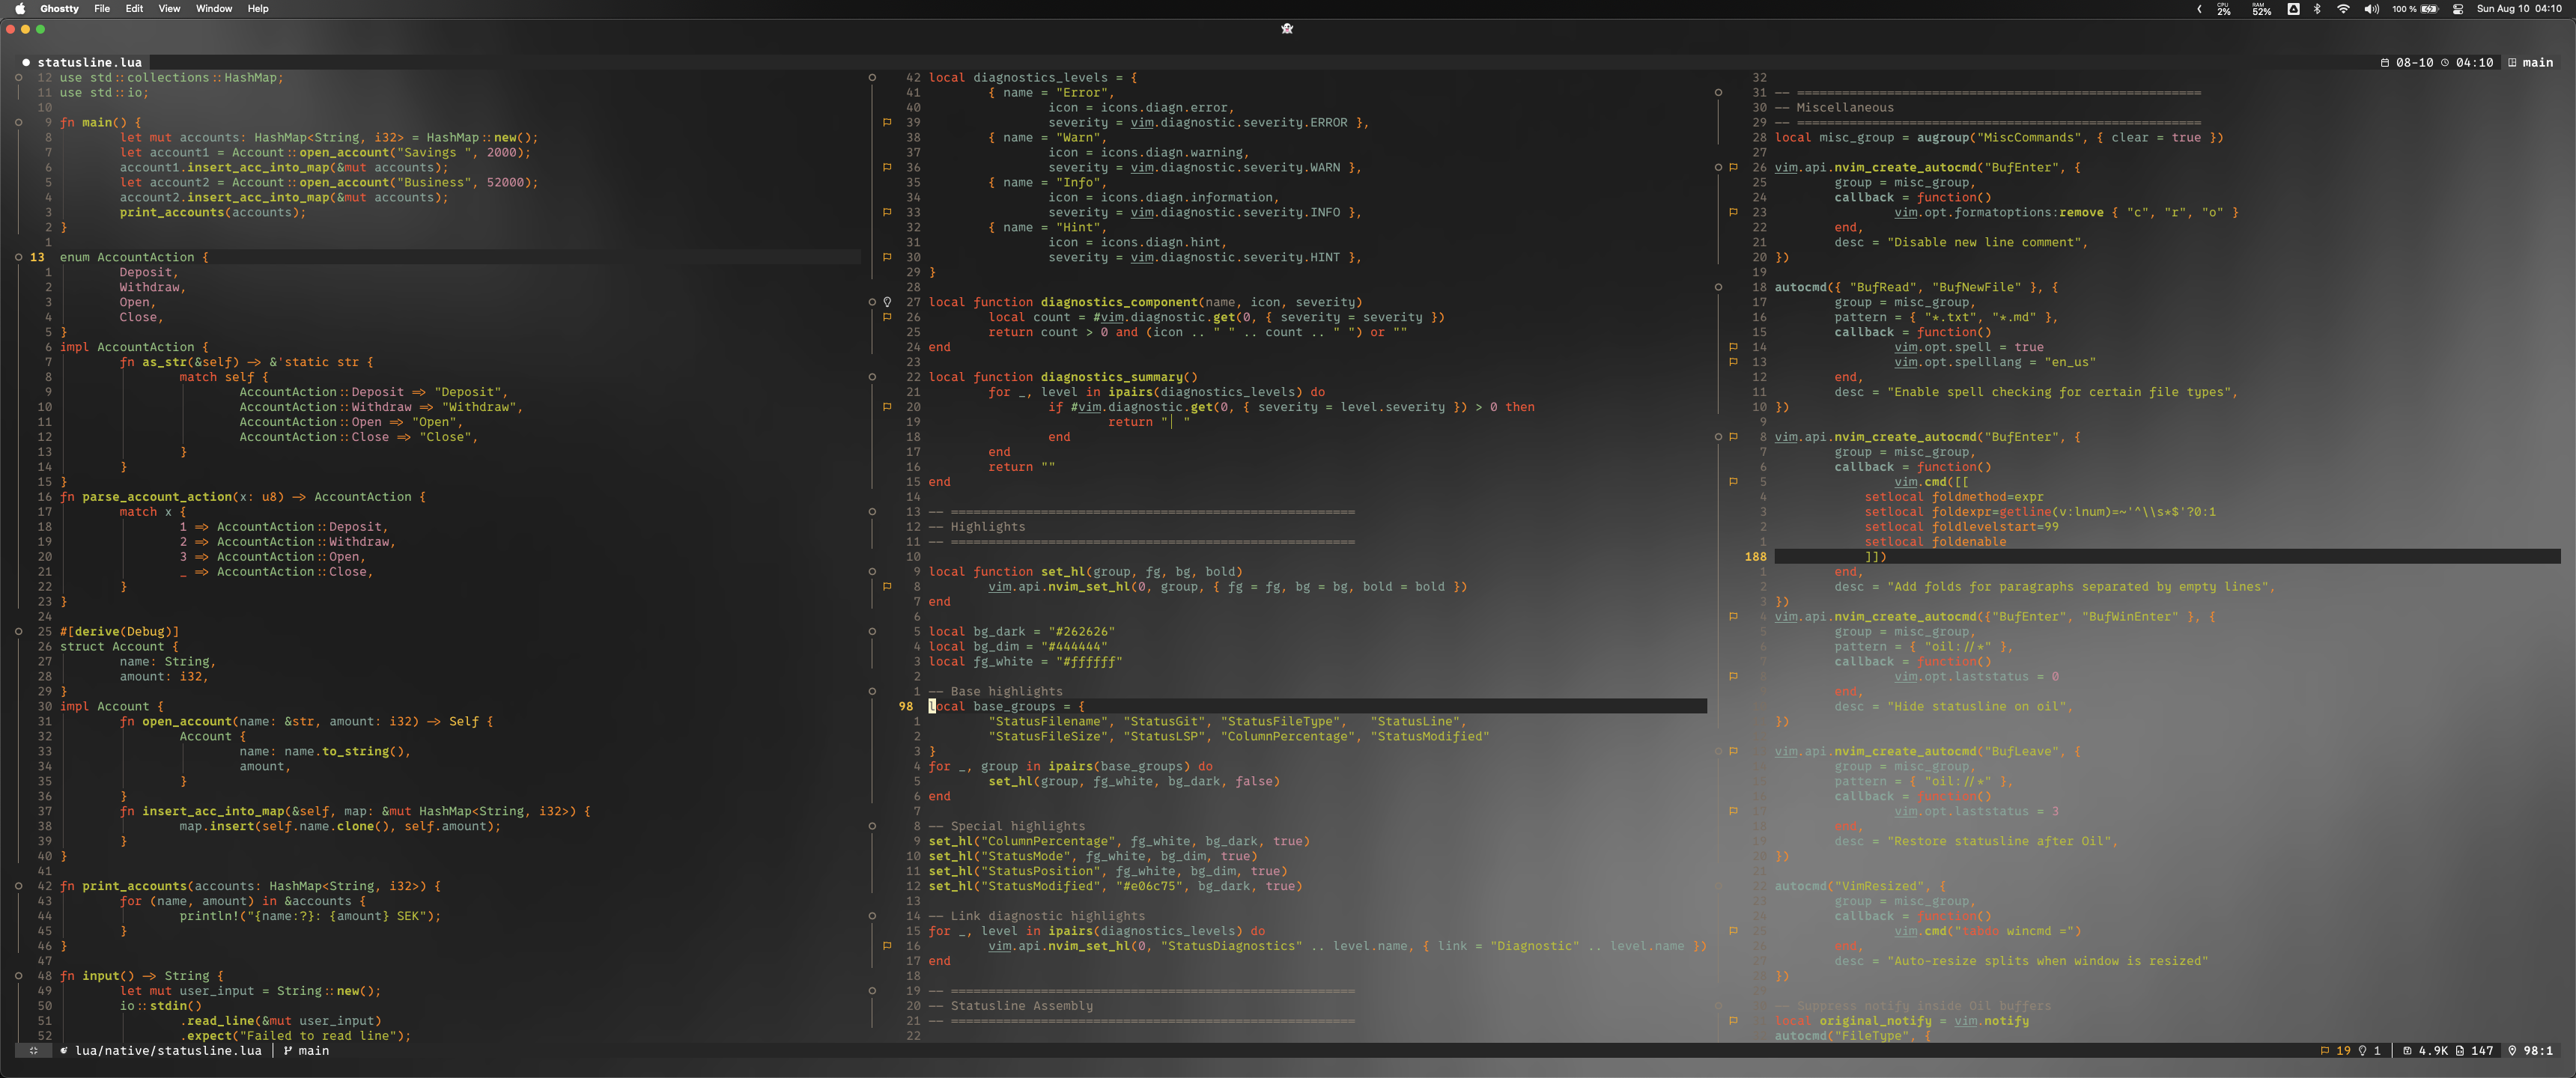 Ghostty File Edit View Window Help
CPU 2% RAM 52% 100 % Sun Aug 10 04:10
statusline.lua
08-10 04:10 main
12 use std::collections::HashMap;
11 use std::io;
10
9 fn main() {
8 let mut accounts: HashMap<String, i32> = HashMap::new();
7 let account1 = Account::open_account("Savings ", 2000);
6 account1.insert_acc_into_map(&mut accounts);
5 let account2 = Account::open_account("Business", 52000);
4 account2.insert_acc_into_map(&mut accounts);
3 print_accounts(accounts);
2 }
1
13 enum AccountAction {
1 Deposit,
2 Withdraw,
3 Open,
4 Close,
5 }
6 impl AccountAction {
7 fn as_str(&self) -> &'static str {
8 match self {
9 AccountAction::Deposit => "Deposit",
10 AccountAction::Withdraw => "Withdraw",
11 AccountAction::Open => "Open",
12 AccountAction::Close => "Close",
13 }
14 }
15 }
16 fn parse_account_action(x: u8) -> AccountAction {
17 match x {
18 1 => AccountAction::Deposit,
19 2 => AccountAction::Withdraw,
20 3 => AccountAction::Open,
21 _ => AccountAction::Close,
22 }
23 }
24
25 #[derive(Debug)]
26 struct Account {
27 name: String,
28 amount: i32,
29 }
30 impl Account {
31 fn open_account(name: &str, amount: i32) -> Self {
32 Account {
33 name: name.to_string(),
34 amount,
35 }
36 }
37 fn insert_acc_into_map(&self, map: &mut HashMap<String, i32>) {
38 map.insert(self.name.clone(), self.amount);
39 }
40 }
41
42 fn print_accounts(accounts: HashMap<String, i32>) {
43 for (name, amount) in &accounts {
44 println!("{name:?}: {amount} SEK");
45 }
46 }
47
48 fn input() -> String {
49 let mut user_input = String::new();
50 io::stdin()
51 .read_line(&mut user_input)
52 .expect("Failed to read line");
42 local diagnostics_levels = {
41 { name = "Error",
40 icon = icons.diagn.error,
39 severity = vim.diagnostic.severity.ERROR },
38 { name = "Warn",
37 icon = icons.diagn.warning,
36 severity = vim.diagnostic.severity.WARN },
35 { name = "Info",
34 icon = icons.diagn.information,
33 severity = vim.diagnostic.severity.INFO },
32 { name = "Hint",
31 icon = icons.diagn.hint,
30 severity = vim.diagnostic.severity.HINT },
29 }
28
27 local function diagnostics_component(name, icon, severity)
26 local count = #vim.diagnostic.get(0, { severity = severity })
25 return count > 0 and (icon .. " " .. count .. " ") or ""
24 end
23
22 local function diagnostics_summary()
21 for _, level in ipairs(diagnostics_levels) do
20 if #vim.diagnostic.get(0, { severity = level.severity }) > 0 then
19 return "│ "
18 end
17 end
16 return ""
15 end
14
13 -- ======================================================
12 -- Highlights
11 -- ======================================================
10
9 local function set_hl(group, fg, bg, bold)
8 vim.api.nvim_set_hl(0, group, { fg = fg, bg = bg, bold = bold })
7 end
6
5 local bg_dark = "#262626"
4 local bg_dim = "#444444"
3 local fg_white = "#ffffff"
2
1 -- Base highlights
98 local base_groups = {
1 "StatusFilename", "StatusGit", "StatusFileType", "StatusLine",
2 "StatusFileSize", "StatusLSP", "ColumnPercentage", "StatusModified"
3 }
4 for _, group in ipairs(base_groups) do
5 set_hl(group, fg_white, bg_dark, false)
6 end
7
8 -- Special highlights
9 set_hl("ColumnPercentage", fg_white, bg_dark, true)
10 set_hl("StatusMode", fg_white, bg_dim, true)
11 set_hl("StatusPosition", fg_white, bg_dim, true)
12 set_hl("StatusModified", "#e06c75", bg_dark, true)
13
14 -- Link diagnostic highlights
15 for _, level in ipairs(diagnostics_levels) do
16 vim.api.nvim_set_hl(0, "StatusDiagnostics" .. level.name, { link = "Diagnostic" .. level.name })
17 end
18
19 -- ======================================================
20 -- Statusline Assembly
21 -- ======================================================
22
32
31 -- ======================================================
30 -- Miscellaneous
29 -- ======================================================
28 local misc_group = augroup("MiscCommands", { clear = true })
27
26 vim.api.nvim_create_autocmd("BufEnter", {
25 group = misc_group,
24 callback = function()
23 vim.opt.formatoptions:remove { "c", "r", "o" }
22 end,
21 desc = "Disable new line comment",
20 })
19
18 autocmd({ "BufRead", "BufNewFile" }, {
17 group = misc_group,
16 pattern = { "*.txt", "*.md" },
15 callback = function()
14 vim.opt.spell = true
13 vim.opt.spelllang = "en_us"
12 end,
11 desc = "Enable spell checking for certain file types",
10 })
9
8 vim.api.nvim_create_autocmd("BufEnter", {
7 group = misc_group,
6 callback = function()
5 vim.cmd([[
4 setlocal foldmethod=expr
3 setlocal foldexpr=getline(v:lnum)=~'^\\s*$'?0:1
2 setlocal foldlevelstart=99
1 setlocal foldenable
188 ]])
1 end,
2 desc = "Add folds for paragraphs separated by empty lines",
3 })
4 vim.api.nvim_create_autocmd({"BufEnter", "BufWinEnter" }, {
5 group = misc_group,
6 pattern = { "oil://*" },
7 callback = function()
vim.opt.laststatus = 0
end,
desc = "Hide statusline on oil",
})
vim.api.nvim_create_autocmd("BufLeave", {
group = misc_group,
pattern = { "oil://*" },
callback = function()
vim.opt.laststatus = 3
end,
desc = "Restore statusline after Oil",
})
autocmd("VimResized", {
group = misc_group,
callback = function()
vim.cmd("tabdo wincmd =")
end,
desc = "Auto-resize splits when window is resized"
})
-- Suppress notify inside Oil buffers
local original_notify = vim.notify
autocmd("FileType", {
lua/native/statusline.lua │ main
19 1 │ 4.9K 147 98:1